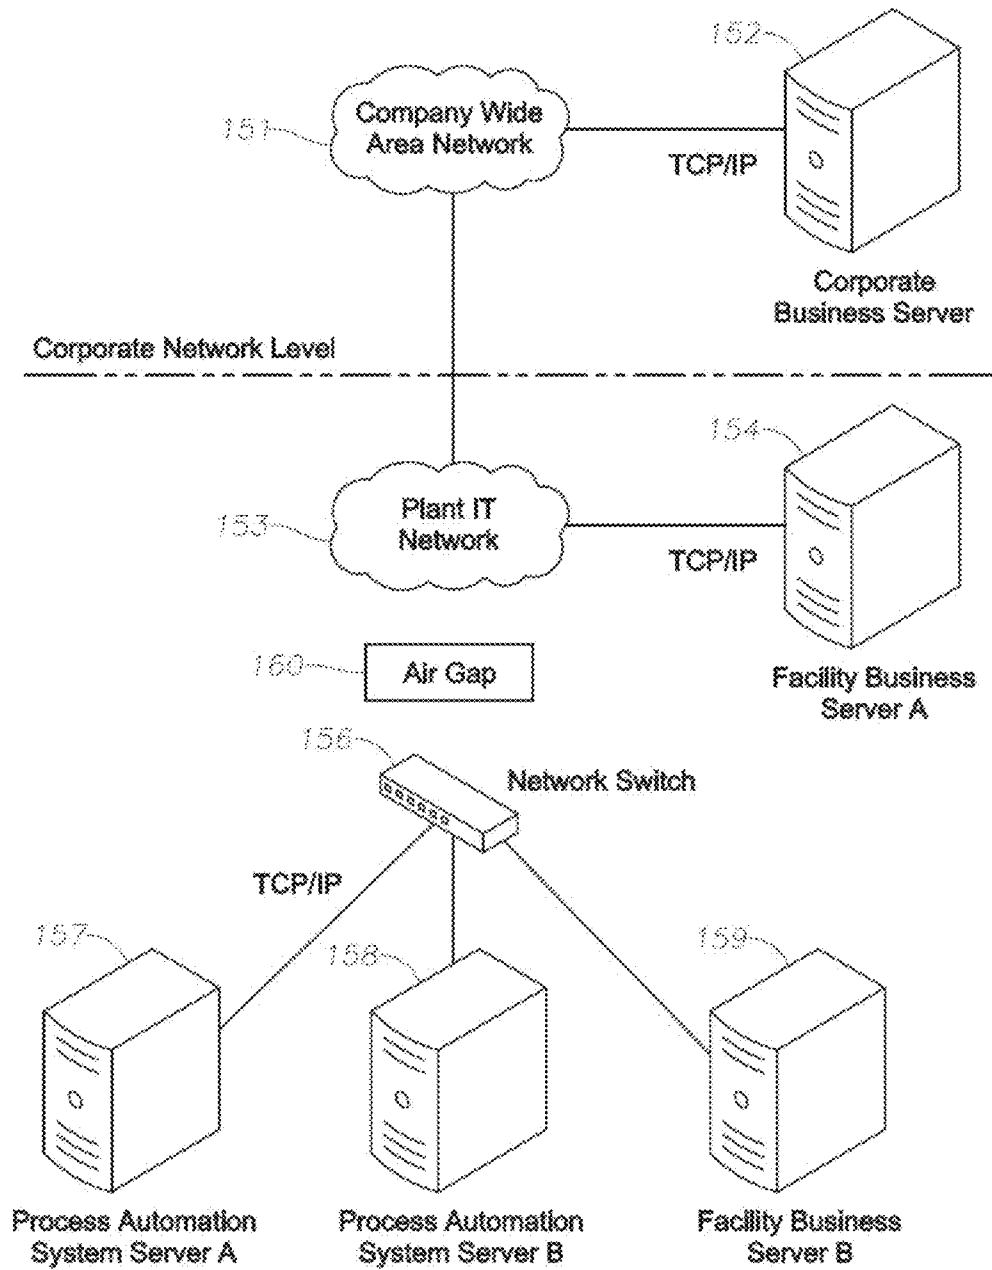 152
Company Wide
Area Network
151
TCP/IP
Corporate
Business Server
Corporate Network Level
154
Plant IT
Network
153
TCP/IP
160
Air Gap
Facility Business
Server A
156
Network Switch
TCP/IP
157
158
159
Process Automation
System Server A
Process Automation
System Server B
Facility Business
Server B